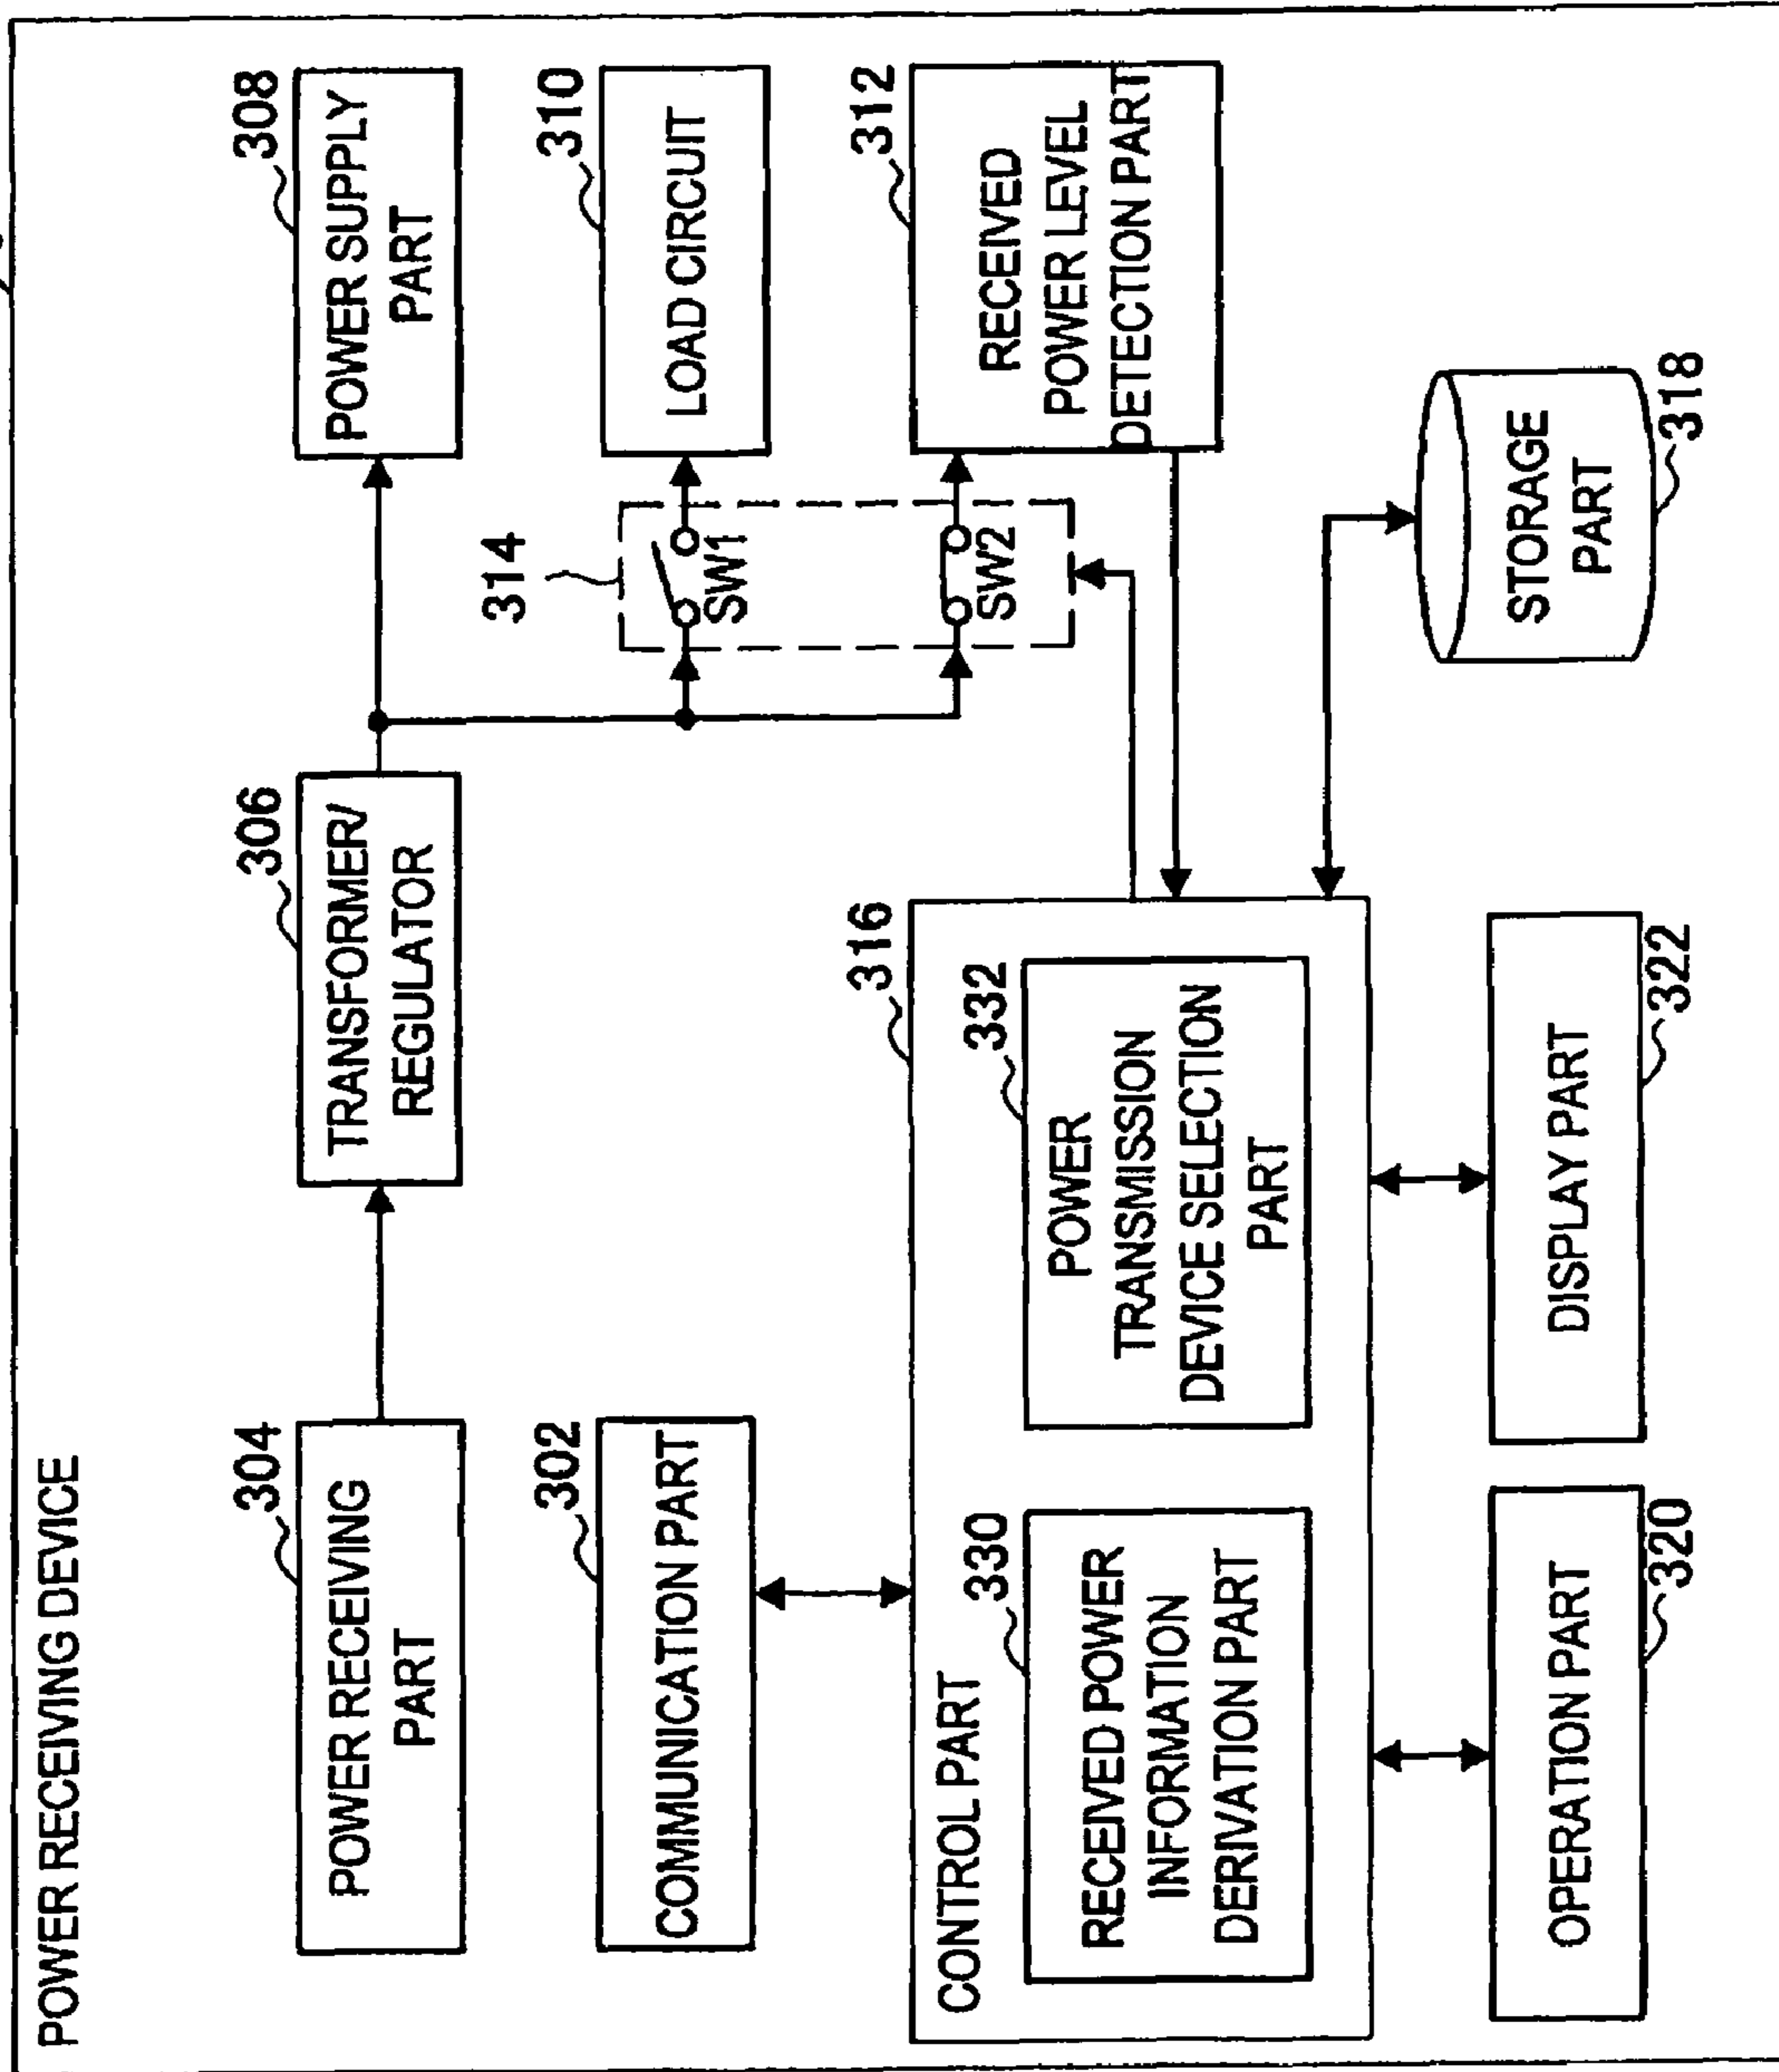 POWER RECEIVING DEVICE
304
POWER RECEIVING
PART
306
TRANSFORMER/
REGULATOR
308
POWER SUPPLY
PART
302
COMMUNICATION PART
314
SW1
SW2
310
LOAD CIRCUIT
312
RECEIVED
POWER LEVEL
DETECTION PART
316
CONTROL PART
330
RECEIVED POWER
INFORMATION
DERIVATION PART
332
POWER
TRANSMISSION
DEVICE SELECTION
PART
STORAGE
PART
318
OPERATION PART
320
DISPLAY PART
322